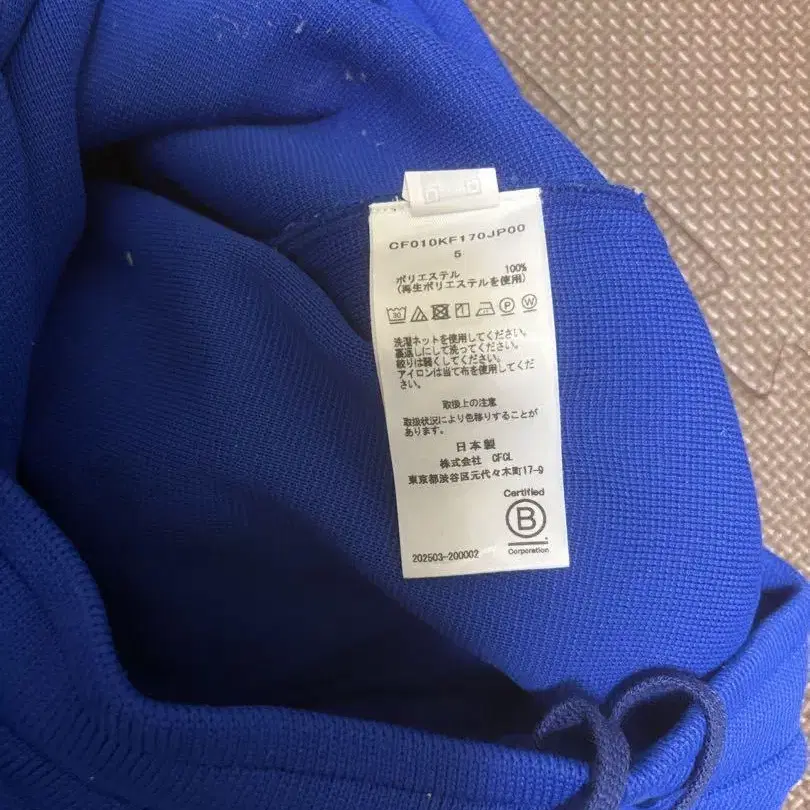 CF010KF170JP00
5
ポリエステル 100%
(再生ポリエステルを使用)
30
P
W
洗濯ネットを使用してください。
裏返しにして洗ってください。
絞りは弱くしてください。
アイロンは当て布を使用してくだ
さい。
取扱上の注意
取扱状況により色移りすることが
あります。
日本製
株式会社 CFCL
東京都渋谷区元代々木町17-9
Certified
B
Corporation
202503-200002